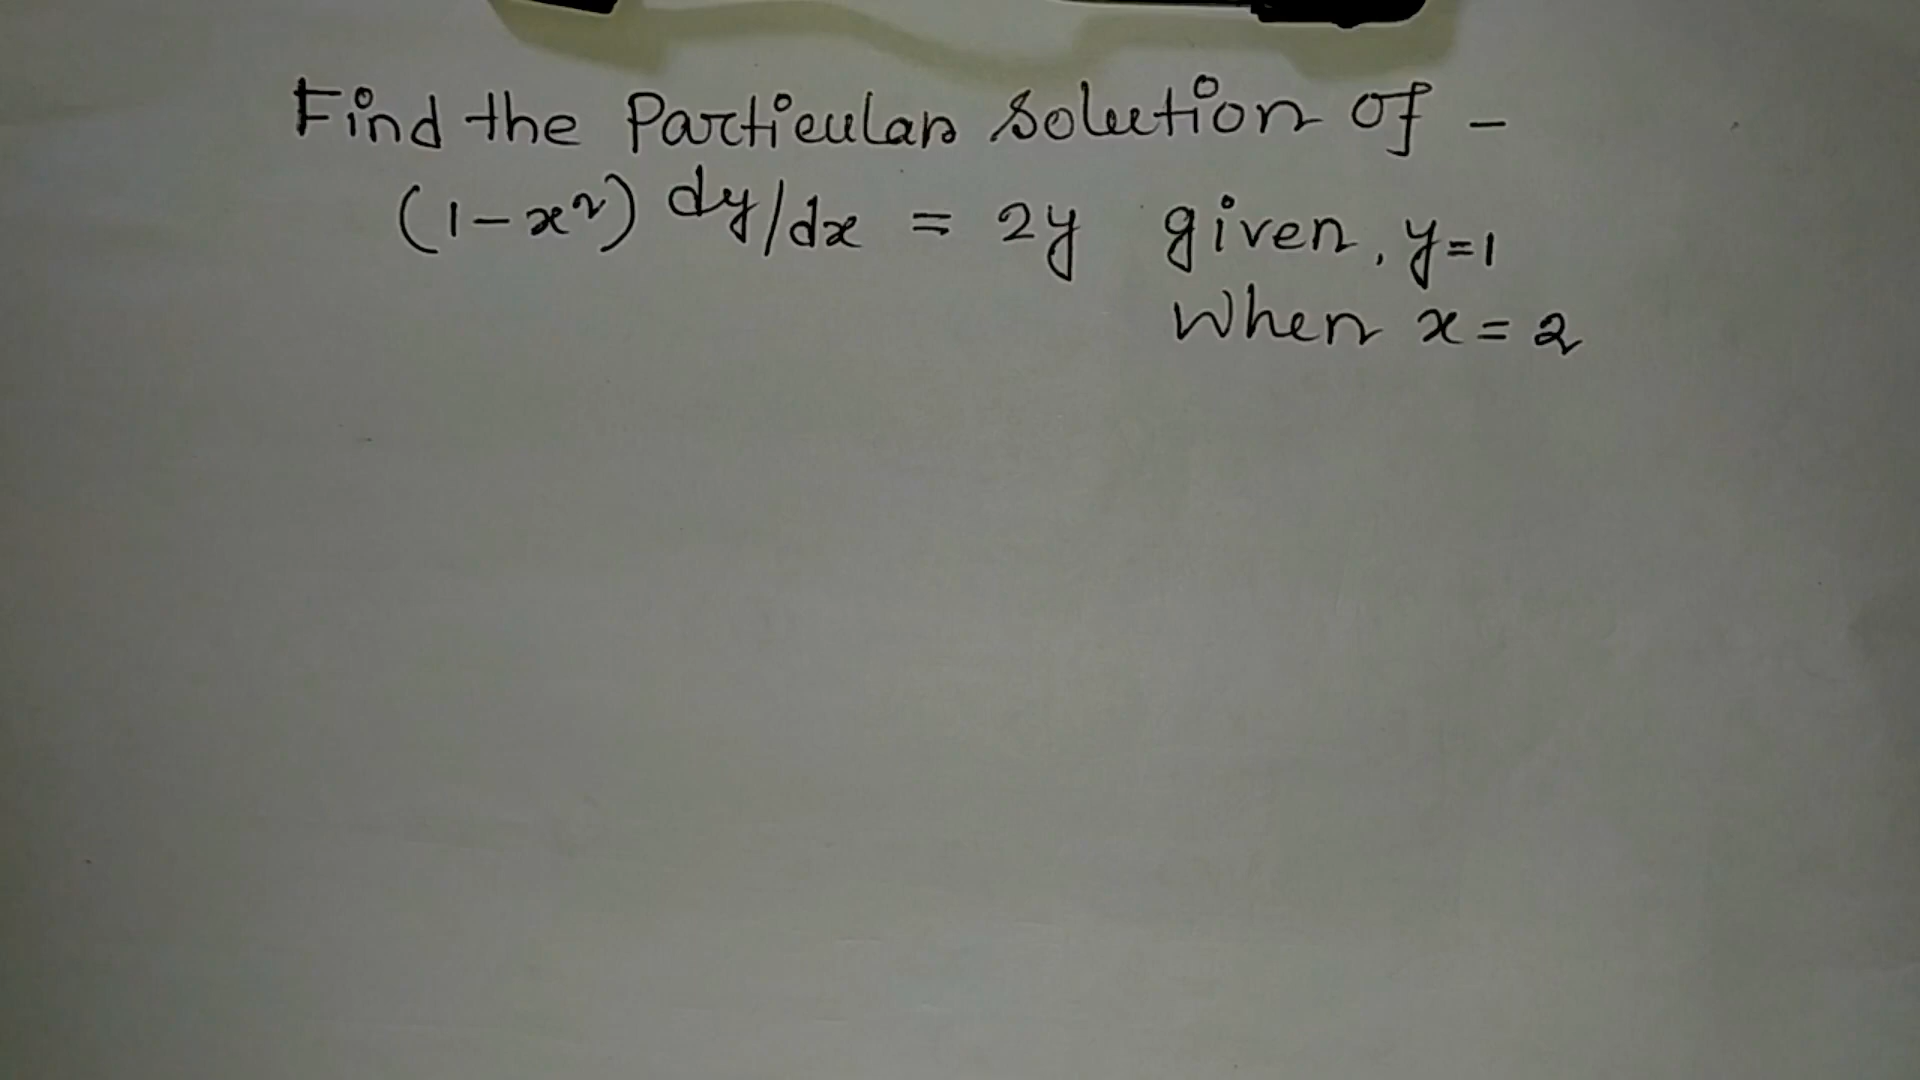 Find the Particular solution of -
(1-x²) dy/dx = 2y given, y=1
When x = 2